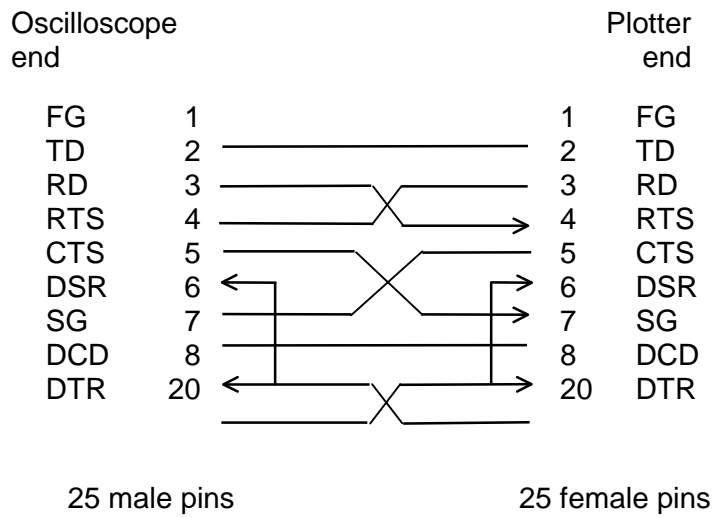 Oscilloscope end
Plotter end
FG 1 1 FG
TD 2 2 TD
RD 3 3 RD
RTS 4 4 RTS
CTS 5 5 CTS
DSR 6 6 DSR
SG 7 7 SG
DCD 8 8 DCD
DTR 20 20 DTR
25 male pins 25 female pins